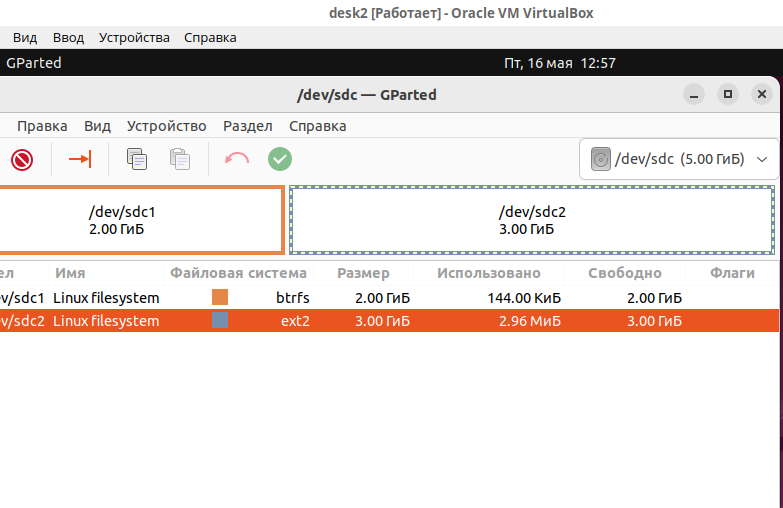 desk2 [Работает] - Oracle VM VirtualBox
Вид Ввод Устройства Справка
GParted Пт, 16 мая 12:57
/dev/sdc — GParted
Правка Вид Устройство Раздел Справка
/dev/sdc (5.00 ГиБ)
/dev/sdc1 /dev/sdc2
2.00 ГиБ 3.00 ГиБ
ел Имя Файловая система Размер Использовано Свободно Флаги
ev/sdc1 Linux filesystem btrfs 2.00 ГиБ 144.00 КиБ 2.00 ГиБ
ev/sdc2 Linux filesystem ext2 3.00 ГиБ 2.96 МиБ 3.00 ГиБ